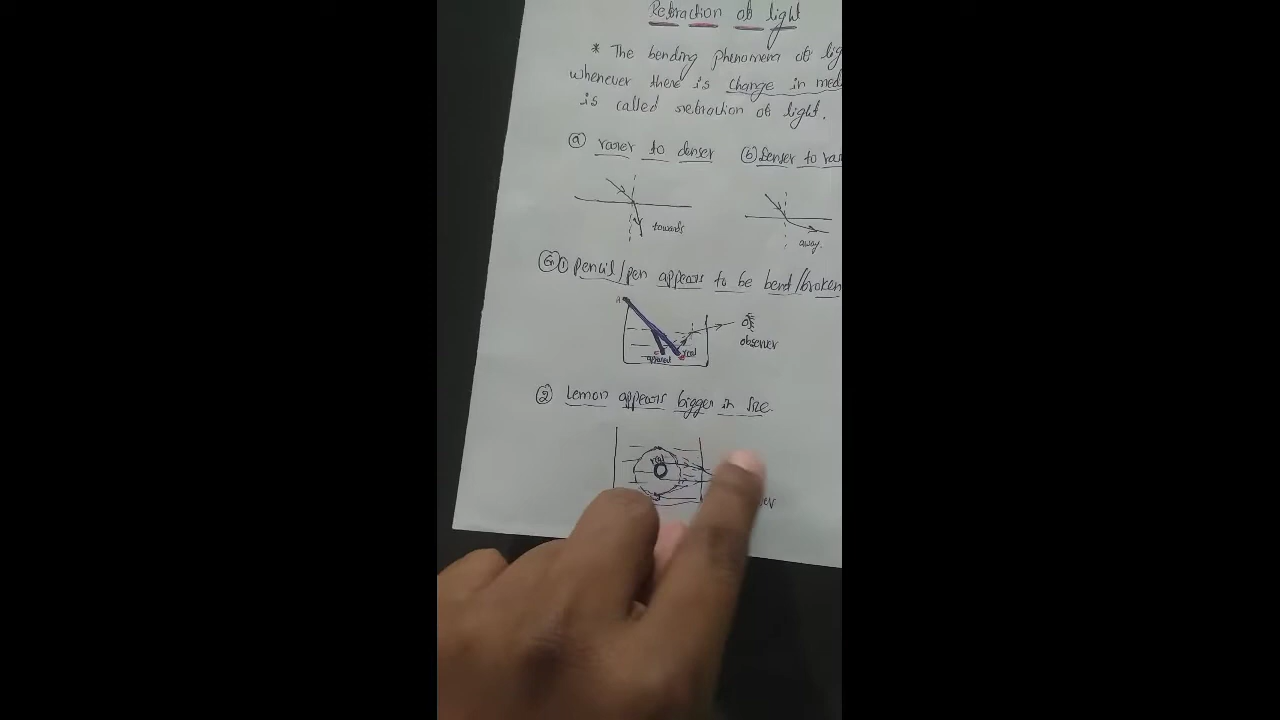 Refraction of light
* The bending phenomena of
whenever there is change in
is called refraction of light.
(a) rarer to denser
(b) Denser to
towards
away.
① Pencil/pen appears to be bend/broken
A
observer
apparent
real
② Lemon appears bigger in size
real